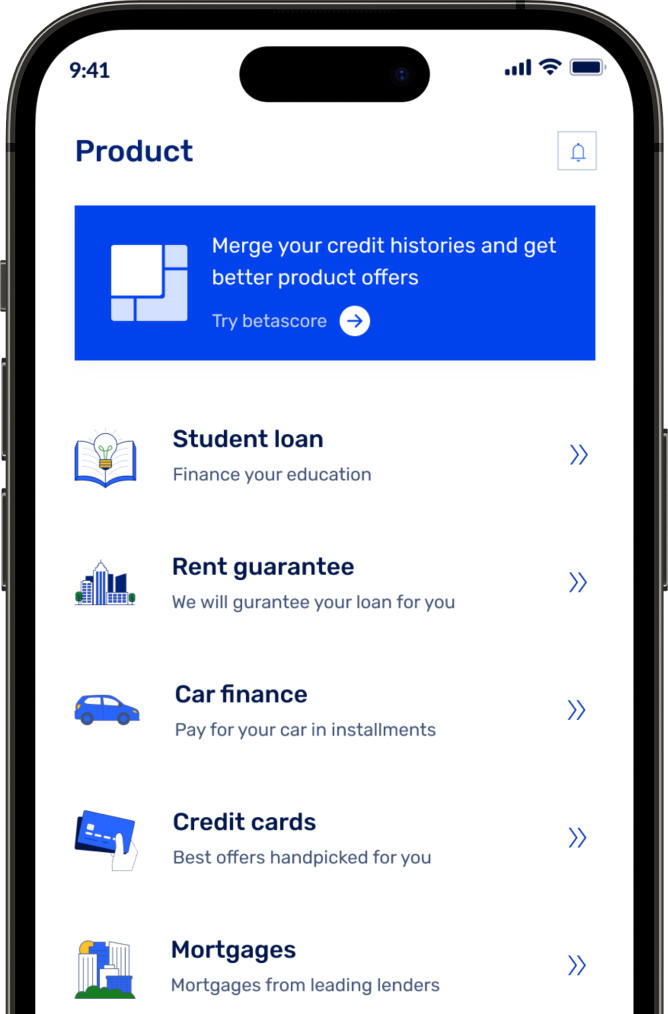 9:41
Product
Merge your credit histories and get
better product offers
Try betascore
Student loan
Finance your education
Rent guarantee
We will gurantee your loan for you
Car finance
Pay for your car in installments
Credit cards
Best offers handpicked for you
Mortgages
Mortgages from leading lenders